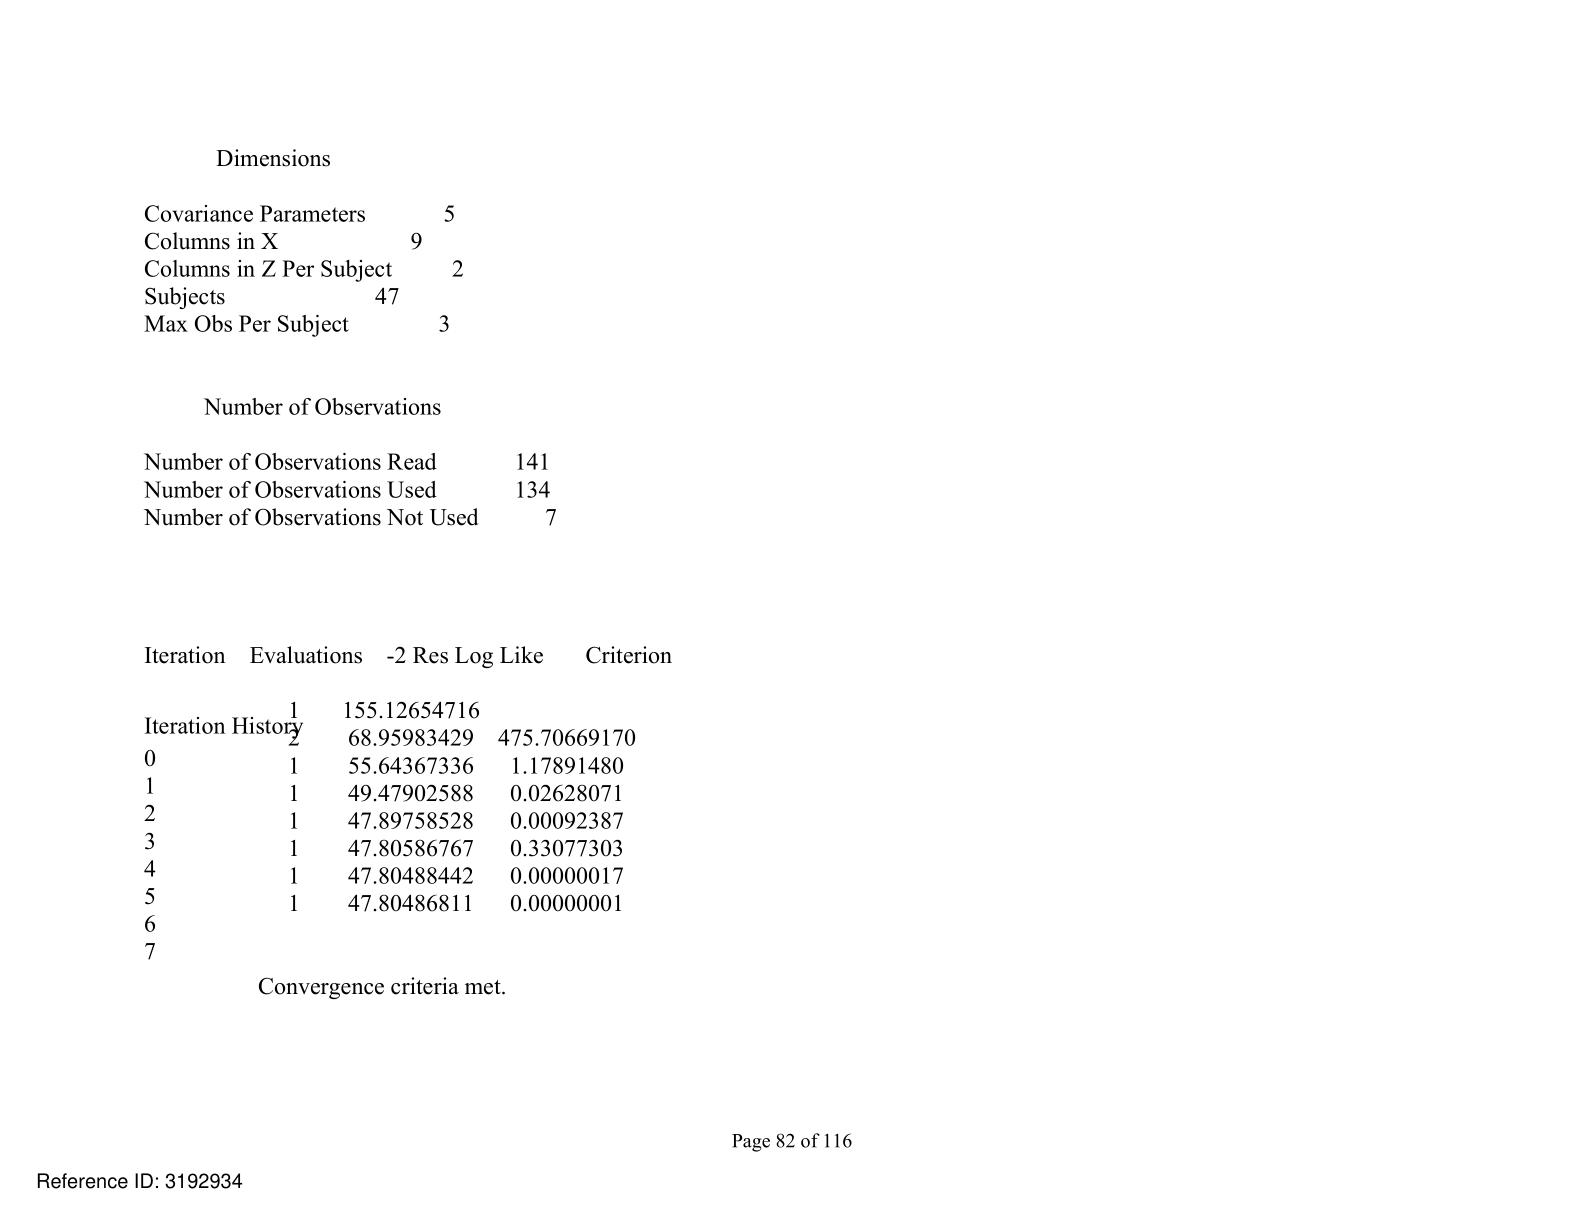 Dimensions
Covariance Parameters 5
Columns in X 9
Columns in Z Per Subject 2
Subjects 47
Max Obs Per Subject 3
Number of Observations
Number of Observations Read 141
Number of Observations Used 134
Number of Observations Not Used 7
Iteration Evaluations -2 Res Log Like Criterion
1 155.12654716
Iteration History
2 68.95983429 475.70669170
0
1 55.64367336 1.17891480
1
1 49.47902588 0.02628071
2
1 47.89758528 0.00092387
3
1 47.80586767 0.33077303
4
1 47.80488442 0.00000017
5
1 47.80486811 0.00000001
6
7
Convergence criteria met.
Page 82 of 116
Reference ID: 3192934